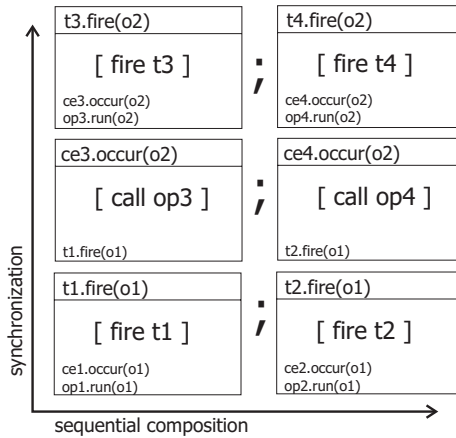 t3.fire(o2)
[ fire t3 ]
ce3.occur(o2)
op3.run(o2)
;
t4.fire(o2)
[ fire t4 ]
ce4.occur(o2)
op4.run(o2)
ce3.occur(o2)
[ call op3 ]
t1.fire(o1)
;
ce4.occur(o2)
[ call op4 ]
t2.fire(o1)
t1.fire(o1)
[ fire t1 ]
ce1.occur(o1)
op1.run(o1)
;
t2.fire(o1)
[ fire t2 ]
ce2.occur(o1)
op2.run(o1)
synchronization
sequential composition